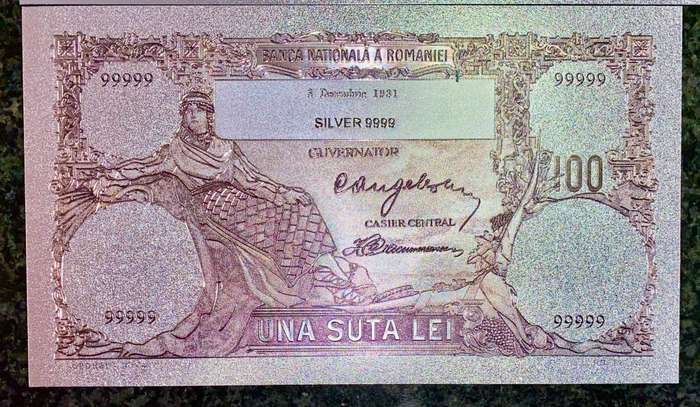 BANCA NATIONALĂ A ROMANIEI
99999
99999
1931
SILVER 9999
GUVERNATOR
100
CASIER CENTRAL
99999
99999
UNA SUTA LEI